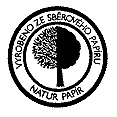 VYROBENO ZE SBĚROVÉHO PAPÍRU
NATUR PAPÍR